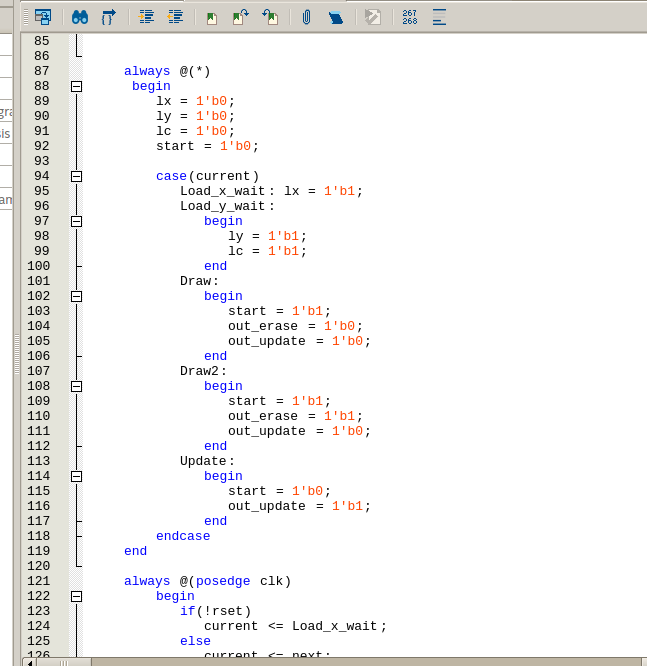 267
268
85
86
87 always @(*)
88 begin
89 lx = 1'b0;
90 ly = 1'b0;
91 lc = 1'b0;
92 start = 1'b0;
93
94 case(current)
95 Load_x_wait: lx = 1'b1;
96 Load_y_wait:
97 begin
98 ly = 1'b1;
99 lc = 1'b1;
100 end
101 Draw:
102 begin
103 start = 1'b1;
104 out_erase = 1'b0;
105 out_update = 1'b0;
106 end
107 Draw2:
108 begin
109 start = 1'b1;
110 out_erase = 1'b1;
111 out_update = 1'b0;
112 end
113 Update:
114 begin
115 start = 1'b0;
116 out_update = 1'b1;
117 end
118 endcase
119 end
120
121 always @(posedge clk)
122 begin
123 if(!rset)
124 current <= Load_x_wait;
125 else
126 current <= next;